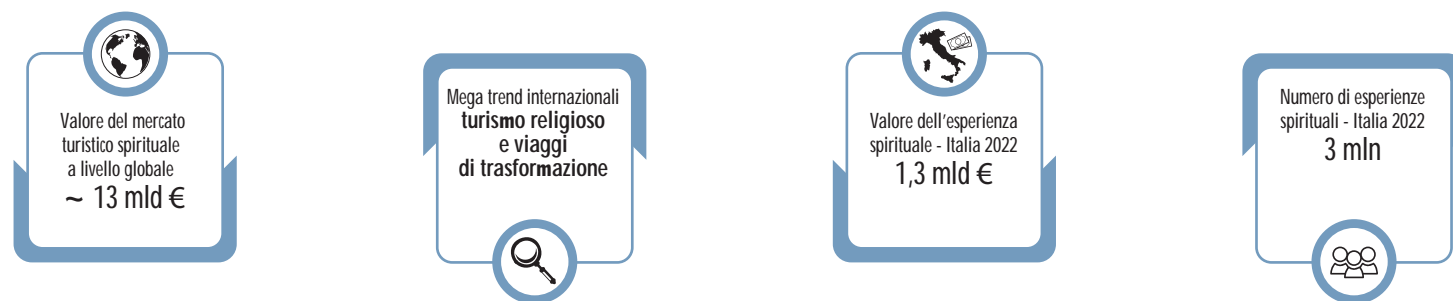 Valore del mercato
turistico spirituale
a livello globale
~ 13 mld €
Mega trend internazionali
turismo religioso
e viaggi
di trasformazione
Valore dell'esperienza
spirituale - Italia 2022
1,3 mld €
Numero di esperienze
spirituali - Italia 2022
3 mln